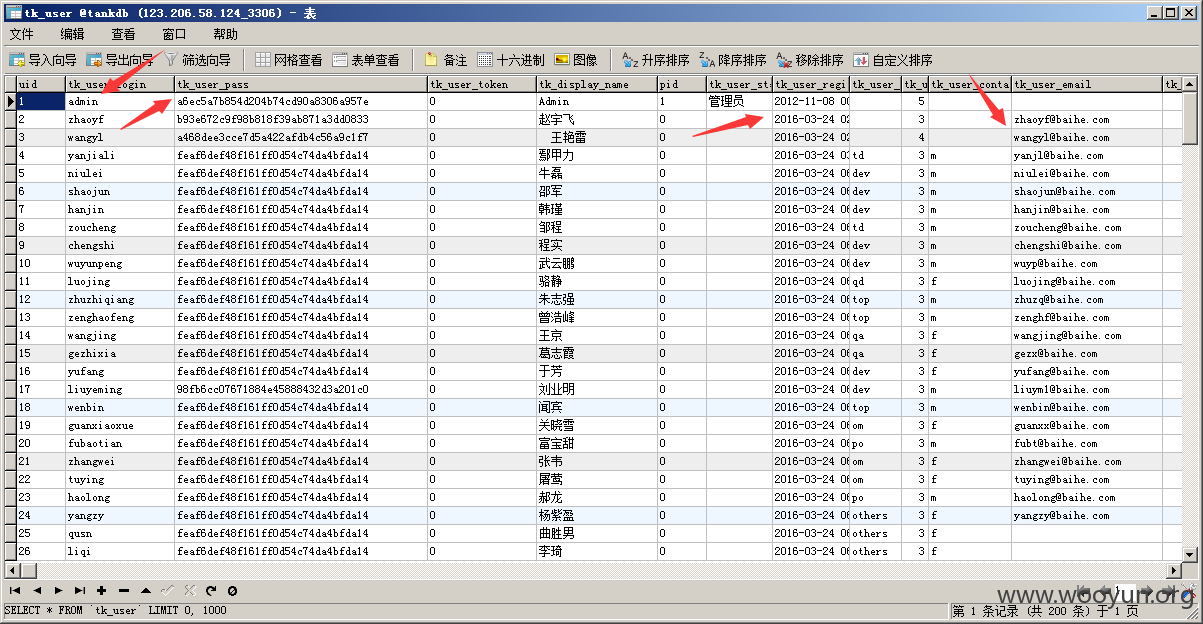 tk_user @tankdb (123.206.58.124_3306) - 表
文件 编辑 查看 窗口 帮助
导入向导 导出向导 筛选向导 网格查看 表单查看 备注 十六进制 图像 升序排序 降序排序 移除排序 自定义排序
uid tk_user_login tk_user_pass tk_user_token tk_display_name pid tk_user_st tk_user_regi tk_user_ tk_u tk_user_conta tk_user_email tk_
1 admin a6ec5a7b854d204b74cd90a8306a957e 0 Admin 1 管理员 2012-11-08 00 5
2 zhaoyf b93e672c9f98b818f39ab871a3dd0833 0 赵宇飞 0 2016-03-24 02 3 zhaoyf@baihe.com
3 wangyl a468dee3cce7d5a422afdb4c56a9c1f7 0 王艳雷 0 2016-03-24 02 4 wangyl@baihe.com
4 yanjiali feaf6def48f161ff0d54c74da4bfda14 0 鄢甲力 0 2016-03-24 03 td 3 m yanjl@baihe.com
5 niulei feaf6def48f161ff0d54c74da4bfda14 0 牛磊 0 2016-03-24 06 dev 3 m niulei@baihe.com
6 shaojun feaf6def48f161ff0d54c74da4bfda14 0 邵军 0 2016-03-24 06 dev 3 m shaojun@baihe.com
7 hanjin feaf6def48f161ff0d54c74da4bfda14 0 韩瑾 0 2016-03-24 06 dev 3 m hanjin@baihe.com
8 zoucheng feaf6def48f161ff0d54c74da4bfda14 0 邹程 0 2016-03-24 06 td 3 m zoucheng@baihe.com
9 chengshi feaf6def48f161ff0d54c74da4bfda14 0 程实 0 2016-03-24 06 dev 3 m chengshi@baihe.com
10 wuyunpeng feaf6def48f161ff0d54c74da4bfda14 0 武云鹏 0 2016-03-24 06 dev 3 m wuyp@baihe.com
11 luojing feaf6def48f161ff0d54c74da4bfda14 0 骆静 0 2016-03-24 06 qd 3 f luojing@baihe.com
12 zhuzhiqiang feaf6def48f161ff0d54c74da4bfda14 0 朱志强 0 2016-03-24 06 top 3 m zhuzq@baihe.com
13 zenghaofeng feaf6def48f161ff0d54c74da4bfda14 0 曾浩峰 0 2016-03-24 06 top 3 m zenghf@baihe.com
14 wangjing feaf6def48f161ff0d54c74da4bfda14 0 王京 0 2016-03-24 06 qa 3 f wangjing@baihe.com
15 gezhixia feaf6def48f161ff0d54c74da4bfda14 0 葛志霞 0 2016-03-24 06 qa 3 f gezx@baihe.com
16 yufang feaf6def48f161ff0d54c74da4bfda14 0 于芳 0 2016-03-24 06 dev 3 f yufang@baihe.com
17 liuyeming 98fb6cc07671884e45888432d3a201c0 0 刘业明 0 2016-03-24 06 dev 3 m liuym1@baihe.com
18 wenbin feaf6def48f161ff0d54c74da4bfda14 0 闻宾 0 2016-03-24 06 top 3 m wenbin@baihe.com
19 guanxiaoxue feaf6def48f161ff0d54c74da4bfda14 0 关晓雪 0 2016-03-24 06 om 3 f guanxx@baihe.com
20 fubaotian feaf6def48f161ff0d54c74da4bfda14 0 富宝甜 0 2016-03-24 06 po 3 m fubt@baihe.com
21 zhangwei feaf6def48f161ff0d54c74da4bfda14 0 张韦 0 2016-03-24 06 om 3 f zhangwei@baihe.com
22 tuying feaf6def48f161ff0d54c74da4bfda14 0 屠莺 0 2016-03-24 06 om 3 f tuying@baihe.com
23 haolong feaf6def48f161ff0d54c74da4bfda14 0 郝龙 0 2016-03-24 06 po 3 m haolong@baihe.com
24 yangzy feaf6def48f161ff0d54c74da4bfda14 0 杨紫盈 0 2016-03-24 06 others 3 f yangzy@baihe.com
25 qusn feaf6def48f161ff0d54c74da4bfda14 0 曲胜男 0 2016-03-24 06 others 3 f
26 liqi feaf6def48f161ff0d54c74da4bfda14 0 李琦 0 2016-03-24 06 others 3 f
www.wooyun.org
SELECT * FROM `tk_user` LIMIT 0, 1000 第 1 条记录 (共 200 条) 于 1 页